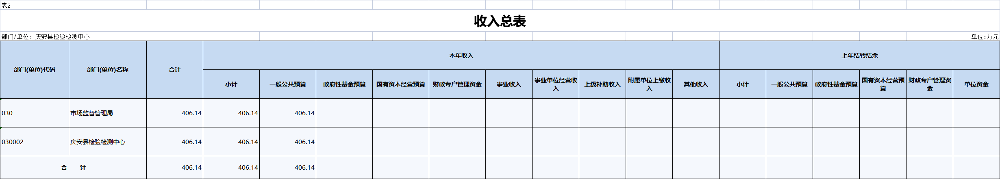 表2
收入总表
部门/单位：庆安县检验检测中心 单位:万元
部门(单位)代码 部门(单位)名称 合计 本年收入 上年结转结余
小计 一般公共预算 政府性基金预算 国有资本经营预算 财政专户管理资金 事业收入 事业单位经营收入 上级补助收入 附属单位上缴收入 其他收入 小计 一般公共预算 政府性基金预算 国有资本经营预算 财政专户管理资金 单位资金
030 市场监督管理局 406.14 406.14 406.14
030002 庆安县检验检测中心 406.14 406.14 406.14
合 计 406.14 406.14 406.14